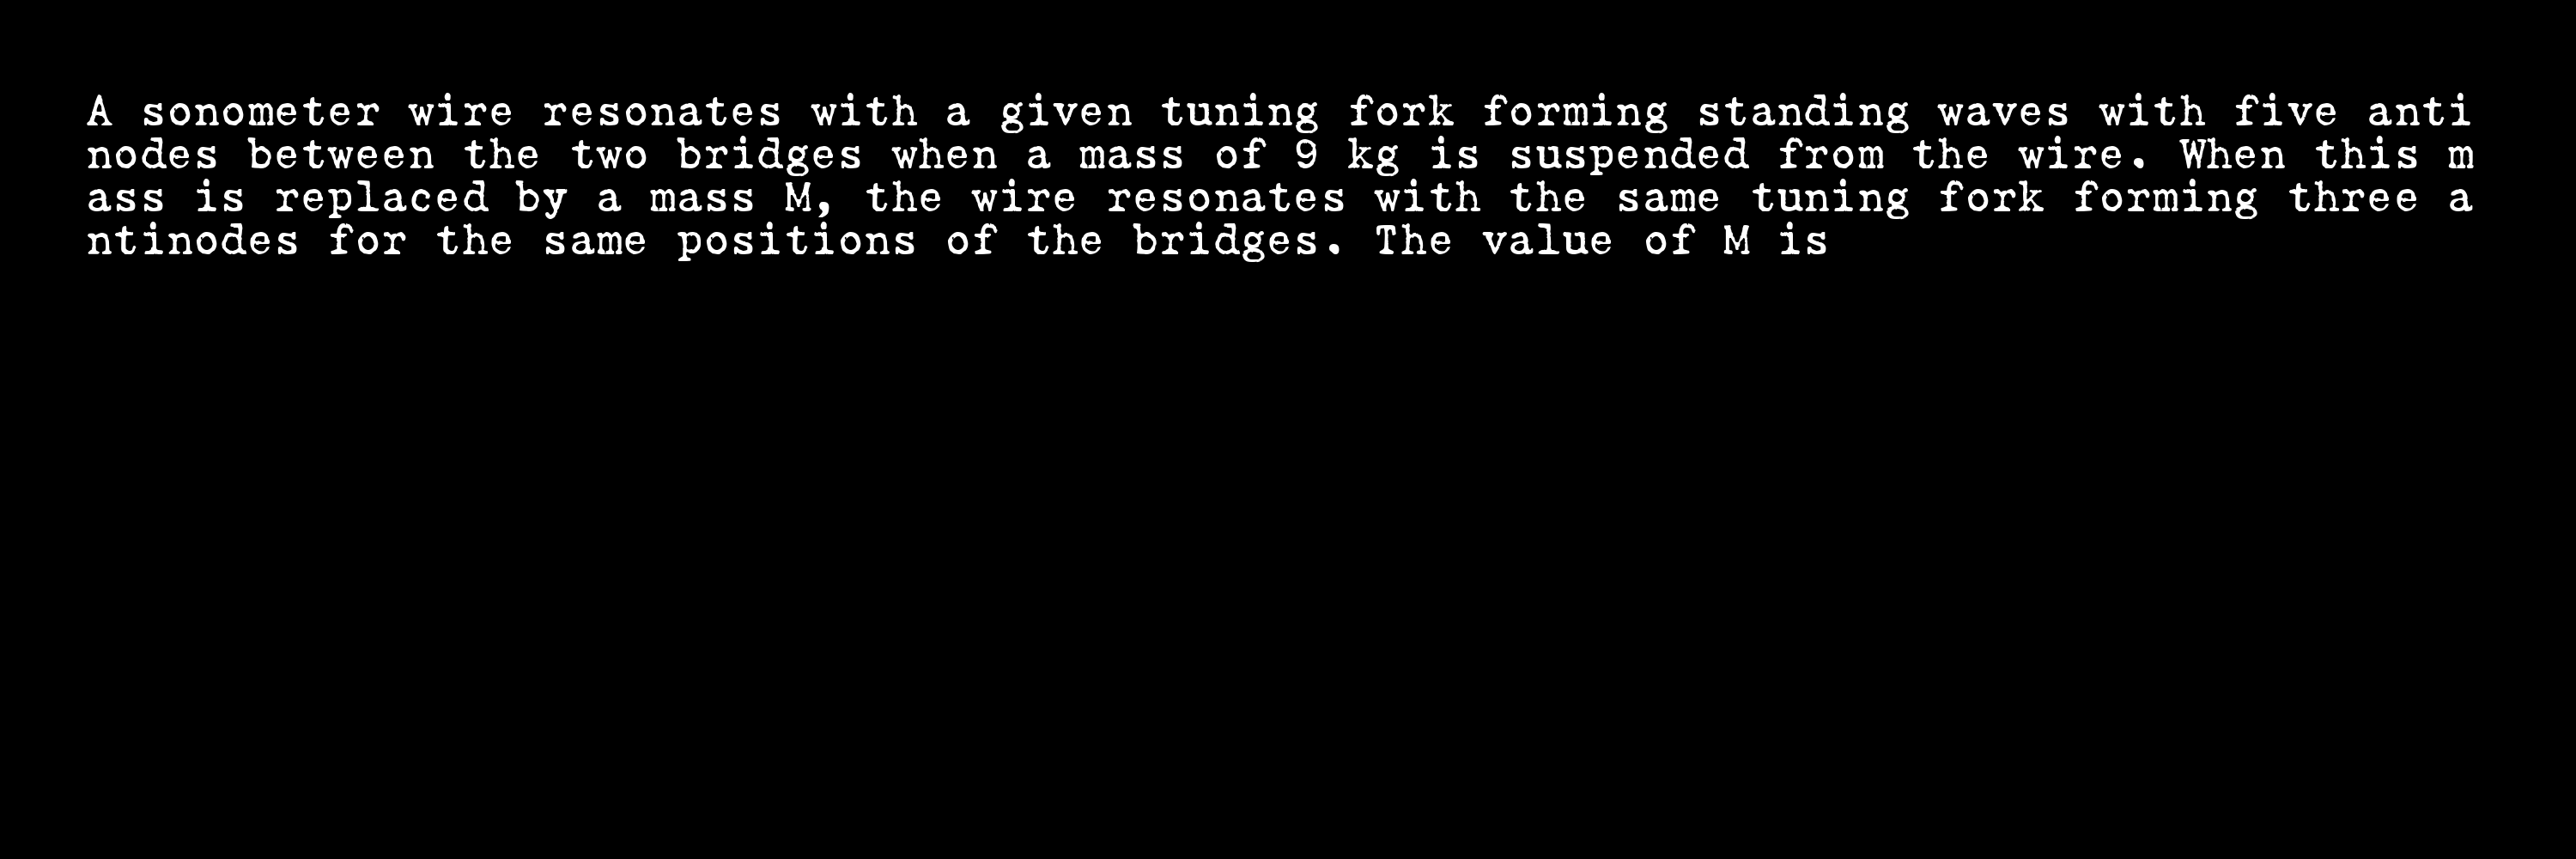 A sonometer wire resonates with a given tuning fork forming standing waves with five anti
nodes between the two bridges when a mass of 9 kg is suspended from the wire. When this m
ass is replaced by a mass M, the wire resonates with the same tuning fork forming three a
ntinodes for the same positions of the bridges. The value of M is